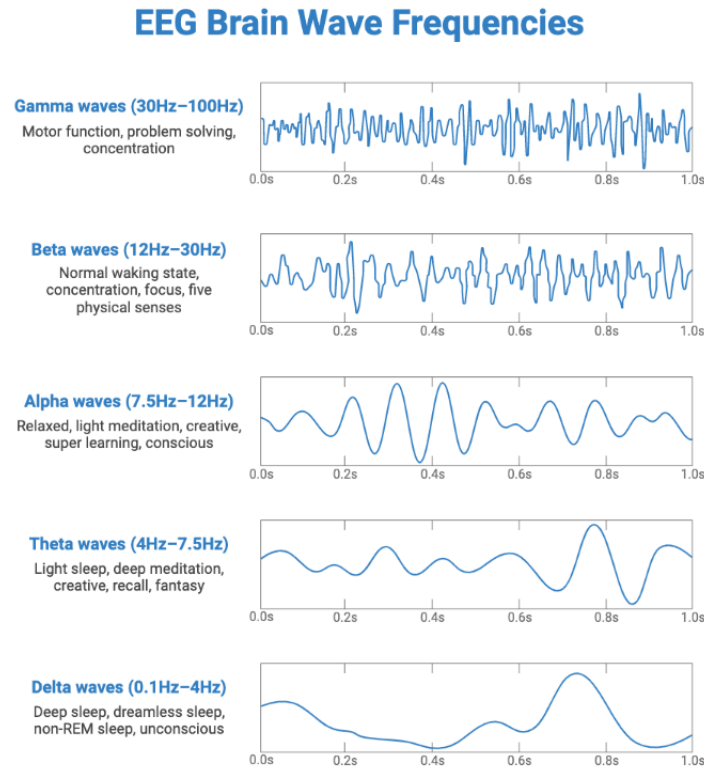 EEG Brain Wave Frequencies
Gamma waves (30Hz–100Hz)
Motor function, problem solving,
concentration
0.0s 0.2s 0.4s 0.6s 0.8s 1.0s
Beta waves (12Hz–30Hz)
Normal waking state,
concentration, focus, five
physical senses
0.0s 0.2s 0.4s 0.6s 0.8s 1.0s
Alpha waves (7.5Hz–12Hz)
Relaxed, light meditation, creative,
super learning, conscious
0.0s 0.2s 0.4s 0.6s 0.8s 1.0s
Theta waves (4Hz–7.5Hz)
Light sleep, deep meditation,
creative, recall, fantasy
0.0s 0.2s 0.4s 0.6s 0.8s 1.0s
Delta waves (0.1Hz–4Hz)
Deep sleep, dreamless sleep,
non-REM sleep, unconscious
0.0s 0.2s 0.4s 0.6s 0.8s 1.0s